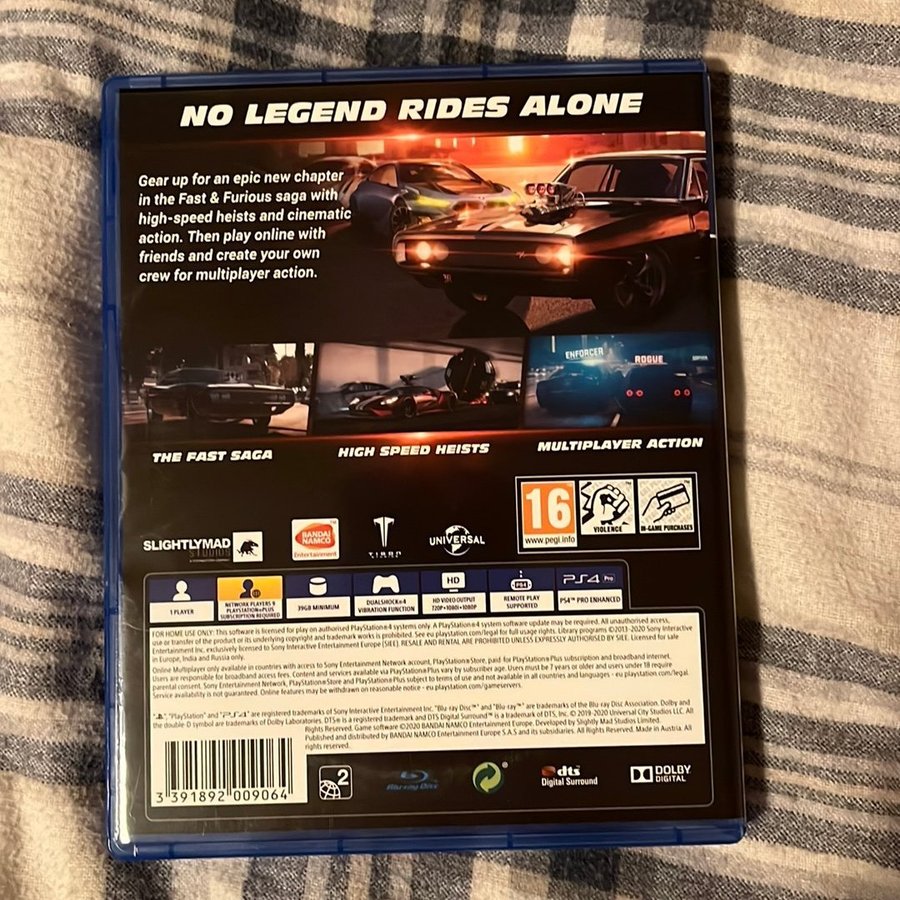 NO LEGEND RIDES ALONE
Gear up for an epic new chapter
in the Fast & Furious saga with
high-speed heists and cinematic
action. Then play online with
friends and create your own
crew for multiplayer action.
ENFORCER
ROGUE
THE FAST SAGA
HIGH SPEED HEISTS
MULTIPLAYER ACTION
16
www.pegi.info
VIOLENCE
IN-GAME PURCHASES
SLIGHTLYMAD
STUDIOS
BANDAI
NAMCO
Entertainment
UNIVERSAL
1 PLAYER
NETWORK PLAYERS 9
PLAYSTATION®PLUS
SUBSCRIPTION REQUIRED
39GB MINIMUM
DUALSHOCK®4
VIBRATION FUNCTION
HD
HD VIDEO OUTPUT
720P•1080i•1080P
PS4
REMOTE PLAY
SUPPORTED
PS4 Pro
PS4™ PRO ENHANCED
FOR HOME USE ONLY: This software is licensed for play on authorised PlayStation®4 systems only. A PlayStation®4 system software update may be required. All unauthorised access,
use or transfer of the product or its underlying copyright and trademark works is prohibited. See eu.playstation.com/legal for full usage rights. Library programs ©2013-2020 Sony Interactive
Entertainment Inc. exclusively licensed to Sony Interactive Entertainment Europe (SIEE). RESALE AND RENTAL ARE PROHIBITED UNLESS EXPRESSLY AUTHORISED BY SIEE. Licensed for sale
in Europe, India and Russia only.
Online Multiplayer only available in countries with access to Sony Entertainment Network account, PlayStation®Store, paid for PlayStation®Plus subscription and broadband internet.
Users are responsible for broadband access fees. Content and services available via PlayStation®Plus vary by subscriber age. Users must be 7 years or older and users under 18 require
parental consent. Sony Entertainment Network, PlayStation®Store and PlayStation®Plus subject to terms of use and not available in all countries and languages - eu.playstation.com/legal.
Service availability is not guaranteed. Online features may be withdrawn on reasonable notice - eu.playstation.com/gameservers.
"PlayStation" and "PS4" are registered trademarks of Sony Interactive Entertainment Inc. "Blu-ray Disc™" and "Blu-ray™" are trademarks of the Blu-ray Disc Association. Dolby and
the double-D symbol are trademarks of Dolby Laboratories. DTS® is a registered trademark and DTS Digital Surround™ is a trademark of DTS, Inc. © 2019-2020 Universal City Studios LLC. All
Rights Reserved. Game software ©2020 BANDAI NAMCO Entertainment Europe. Developed by Slightly Mad Studios Limited.
Published and distributed by BANDAI NAMCO Entertainment Europe S.A.S and its subsidiaries. All Rights Reserved. Made in Austria. All
rights reserved.
3 391892 009064
2
Blu-ray Disc
dts
Digital Surround
DOLBY
DIGITAL